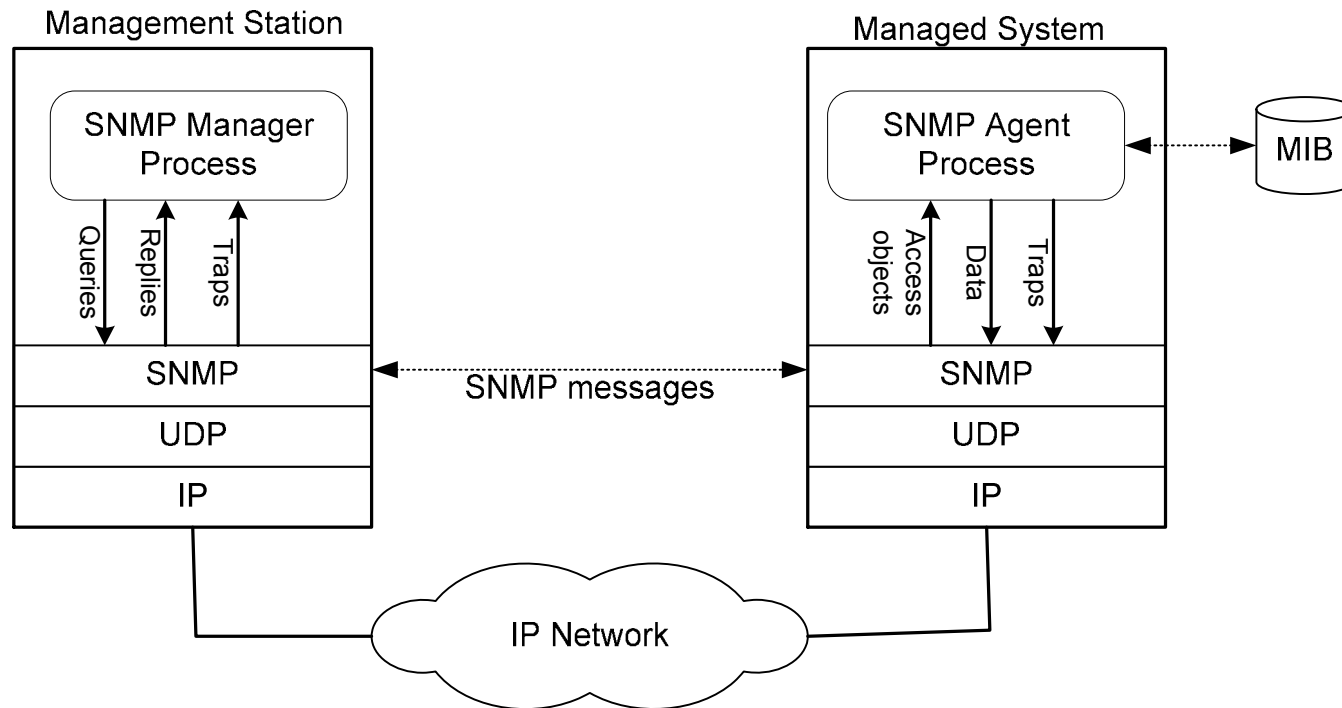 Management Station
Managed System
SNMP Manager
Process
SNMP Agent
Process
MIB
Queries
Replies
Traps
Access
objects
Data
Traps
SNMP
SNMP messages
SNMP
UDP
UDP
IP
IP
IP Network